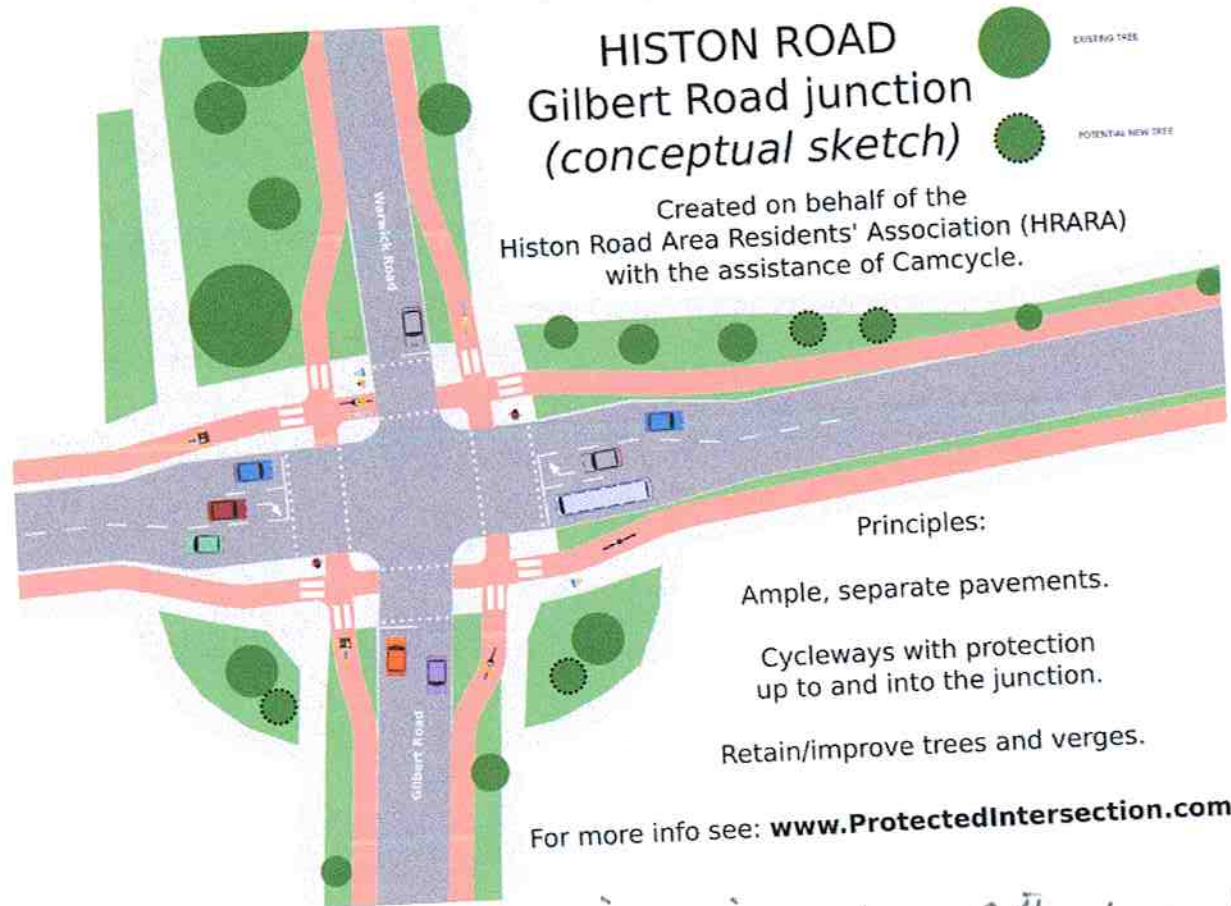 HISTON ROAD
Gilbert Road junction
(conceptual sketch)
EXISTING TREE
POTENTIAL NEW TREE
Created on behalf of the
Histon Road Area Residents' Association (HRARA)
with the assistance of Camcycle.
Warwick Road
Principles:
Ample, separate pavements.
Cycleways with protection
up to and into the junction.
Retain/improve trees and verges.
Gilbert Road
For more info see: www.ProtectedIntersection.com